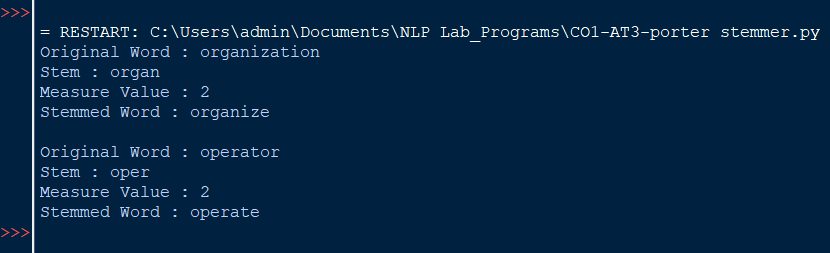 >>>
= RESTART: C:\Users\admin\Documents\NLP Lab_Programs\CO1-AT3-porter stemmer.py
Original Word : organization
Stem : organ
Measure Value : 2
Stemmed Word : organize
Original Word : operator
Stem : oper
Measure Value : 2
Stemmed Word : operate
>>>